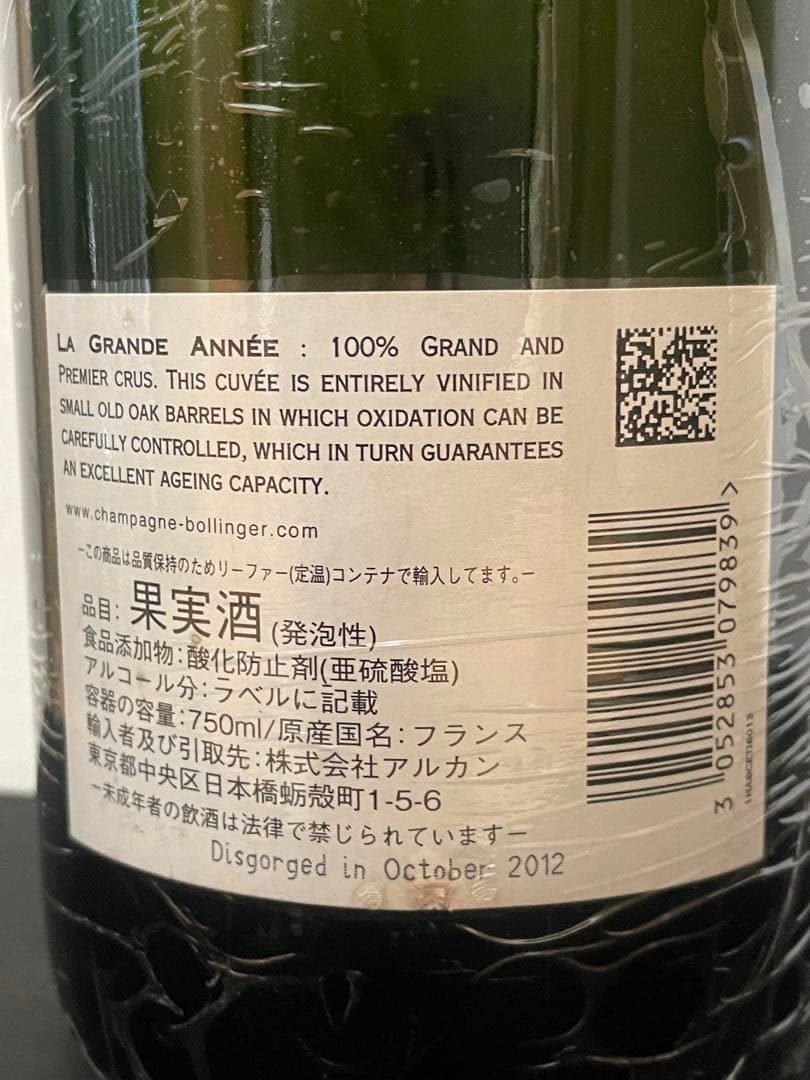 LA GRANDE ANNÉE : 100% GRAND AND
PREMIER CRUS. THIS CUVÉE IS ENTIRELY VINIFIED IN
SMALL OLD OAK BARRELS IN WHICH OXIDATION CAN BE
CAREFULLY CONTROLLED, WHICH IN TURN GUARANTEES
AN EXCELLENT AGEING CAPACITY.
www.champagne-bollinger.com
−この商品は品質保持のためリーファー(定温)コンテナで輸入してます。−
品目: 果実酒 (発泡性)
食品添加物:酸化防止剤(亜硫酸塩)
アルコール分:ラベルに記載
容器の容量:750ml/原産国名:フランス
輸入者及び引取先:株式会社アルカン
東京都中央区日本橋蛎殻町1-5-6
−未成年者の飲酒は法律で禁じられています−
Disgorged in October 2012
3 052853 079839 >